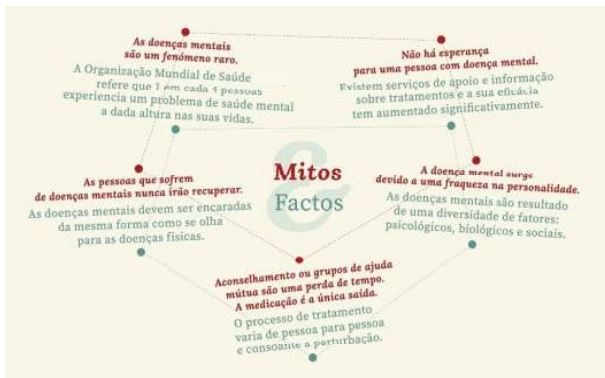 As doenças mentais
são um fenómeno raro.
A Organização Mundial de Saúde
refere que 1 em cada 4 pessoas
experiencia um problema de saúde mental
a dada altura nas suas vidas.
Não há esperança
para uma pessoa com doença mental.
Existem serviços de apoio e informação
sobre tratamentos e a sua eficácia
tem aumentado significativamente.
As pessoas que sofrem
de doenças mentais nunca irão recuperar.
As doenças mentais devem ser encaradas
da mesma forma como se olha
para as doenças físicas.
&
Mitos
Factos
A doença mental surge
devido a uma fraqueza na personalidade.
As doenças mentais são resultado
de uma diversidade de fatores:
psicológicos, biológicos e sociais.
Aconselhamento ou grupos de ajuda
mútua são uma perda de tempo.
A medicação é a única saída.
O processo de tratamento
varia de pessoa para pessoa
e consoante a perturbação.